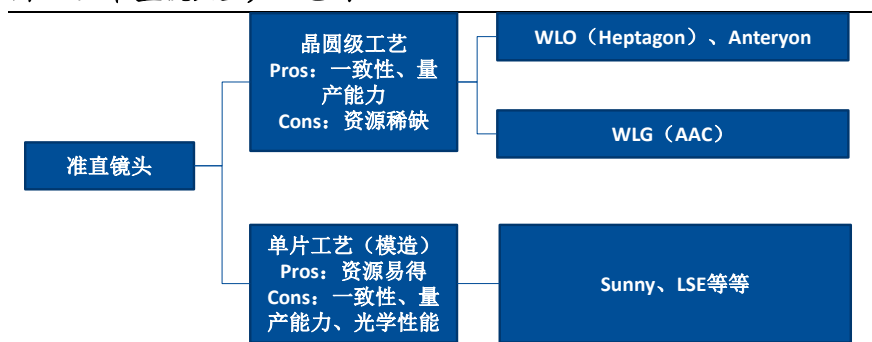 晶圆级工艺
Pros：一致性、量
产能力
Cons：资源稀缺
WLO（Heptagon）、Anteryon
WLG（AAC）
准直镜头
单片工艺（模造）
Pros：资源易得
Cons：一致性、量
产能力、光学性能
Sunny、LSE等等